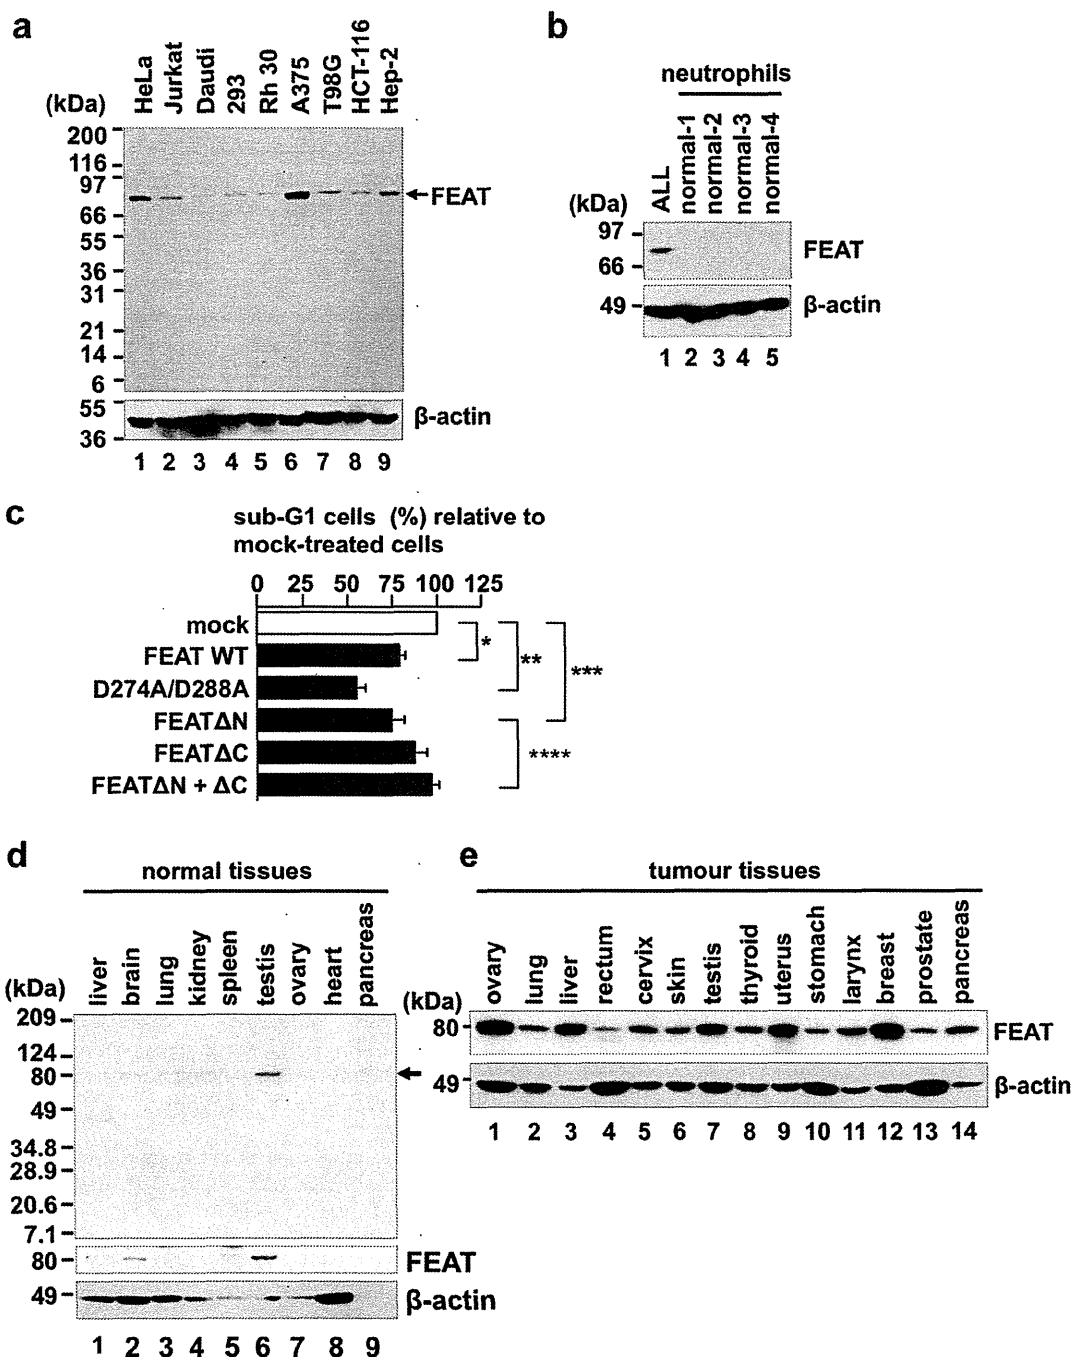 a
HeLa
Jurkat
Daudi
293
Rh 30
A375
T98G
HCT-116
Hep-2
(kDa)
200
116
97
66
55
36
31
21
14
6
FEAT
55
36
β-actin
1 2 3 4 5 6 7 8 9
b
neutrophils
ALL
normal-1
normal-2
normal-3
normal-4
(kDa)
97
66
FEAT
49
β-actin
1 2 3 4 5
c
sub-G1 cells (%) relative to
mock-treated cells
0 25 50 75 100 125
mock
FEAT WT
D274A/D288A
FEATΔN
FEATΔC
FEATΔN + ΔC
*
**
***
****
d
normal tissues
liver
brain
lung
kidney
spleen
testis
ovary
heart
pancreas
(kDa)
209
124
80
49
34.8
28.9
20.6
7.1
80
FEAT
49
β-actin
1 2 3 4 5 6 7 8 9
e
tumour tissues
ovary
lung
liver
rectum
cervix
skin
testis
thyroid
uterus
stomach
larynx
breast
prostate
pancreas
(kDa)
80
FEAT
49
β-actin
1 2 3 4 5 6 7 8 9 10 11 12 13 14